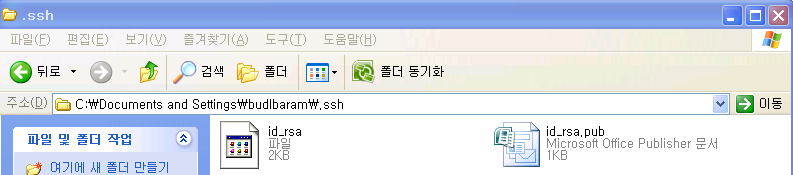 .ssh
파일(F) 편집(E) 보기(V) 즐겨찾기(A) 도구(T) 도움말(H)
뒤로 검색 폴더 폴더 동기화
주소(D) C:₩Documents and Settings₩budlbaram₩.ssh 이동
파일 및 폴더 작업
여기에 새 폴더 만들기
id_rsa
파일
2KB
id_rsa.pub
Microsoft Office Publisher 문서
1KB